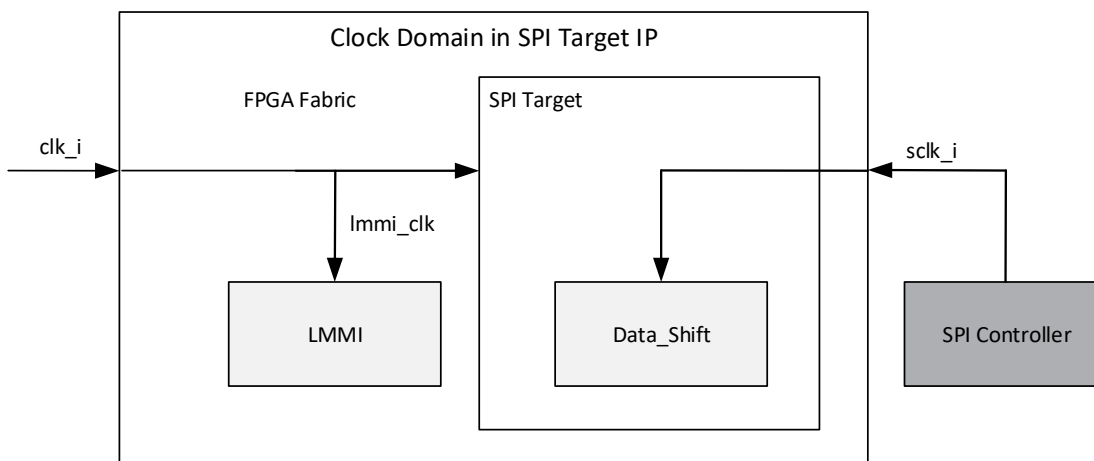 Clock Domain in SPI Target IP
FPGA Fabric
SPI Target
clk_i
sclk_i
lmmi_clk
LMMI
Data_Shift
SPI Controller